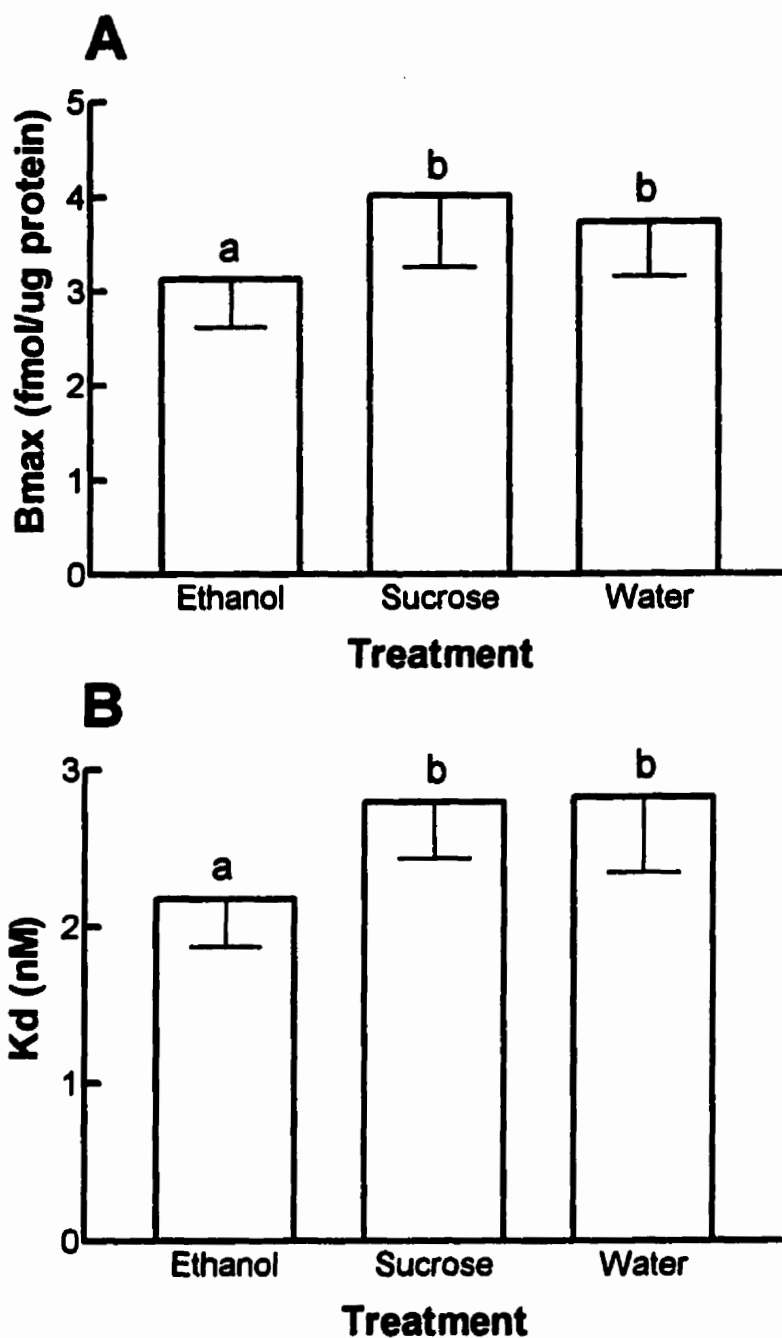 A
Bmax (fmol/ug protein)
5
4
3
2
1
0
a
b
b
Ethanol Sucrose Water
Treatment
B
Kd (nM)
3
2
1
0
a
b
b
Ethanol Sucrose Water
Treatment